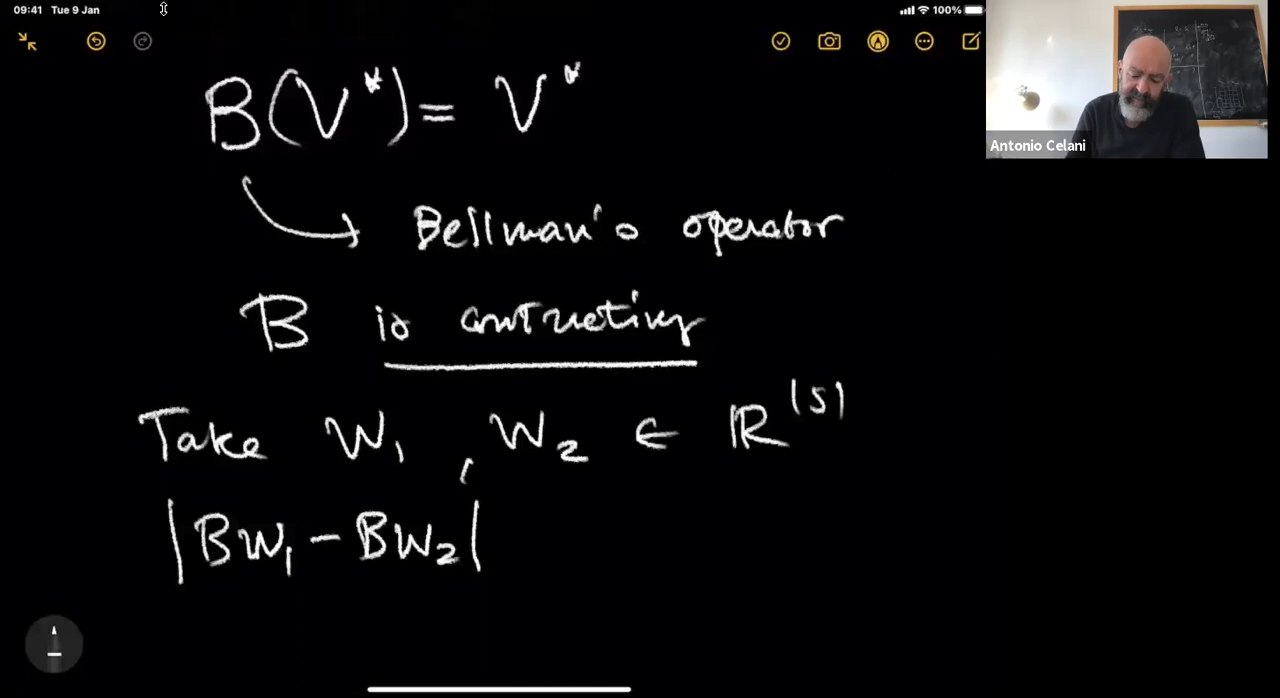 09:41 Tue 9 Jan
100%
Antonio Celani
B(V*) = V*
Bellman's operator
B is contracting
Take W₁, W₂ ∈ ℝ^|S|
|BW₁ - BW₂|